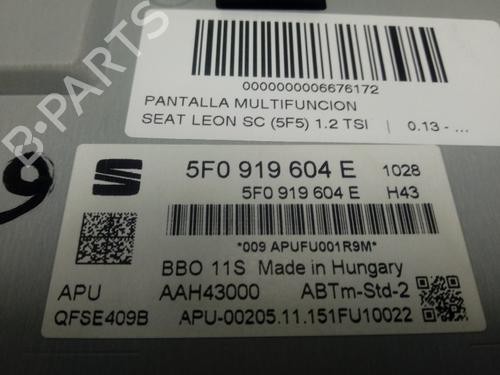 0000000006676172
PANTALLA MULTIFUNCION
SEAT LEON SC (5F5) 1.2 TSI | 0.13 - ...
B-PARTS
9
5F0 919 604 E 1028
5F0 919 604 E H43
*009 APUFU001R9M*
BBO 11S Made in Hungary
APU AAH43000 ABTm-Std-2
QFSE409B APU-00205.11.151FU10022